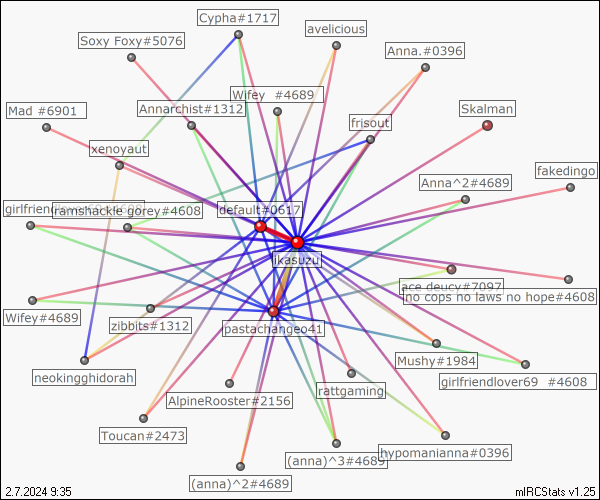 Cypha#1717
avelicious
Soxy Foxy#5076
Anna.#0396
Wifey #4689
Mad #6901
Annarchist#1312
Skalman
frisout
xenoyaut
fakedingo
Anna^2#4689
girlfriend
ramshackle gorey#4608
default#0617
ikasuzu
ace deucy#7097
no cops no laws no hope#4608
Wifey#4689
zibbits#1312
pastachangeo41
Mushy#1984
neokingghidorah
rattgaming
girlfriendlover69 #4608
AlpineRooster#2156
Toucan#2473
hypomanianna#0396
(anna)^3#4689
(anna)^2#4689
2.7.2024 9:35
mIRCStats v1.25